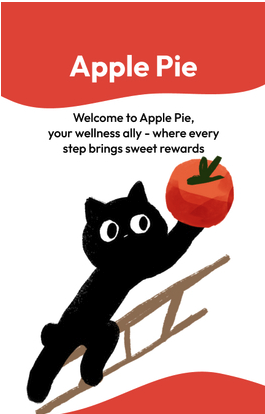 Apple Pie
Welcome to Apple Pie,
your wellness ally - where every
step brings sweet rewards